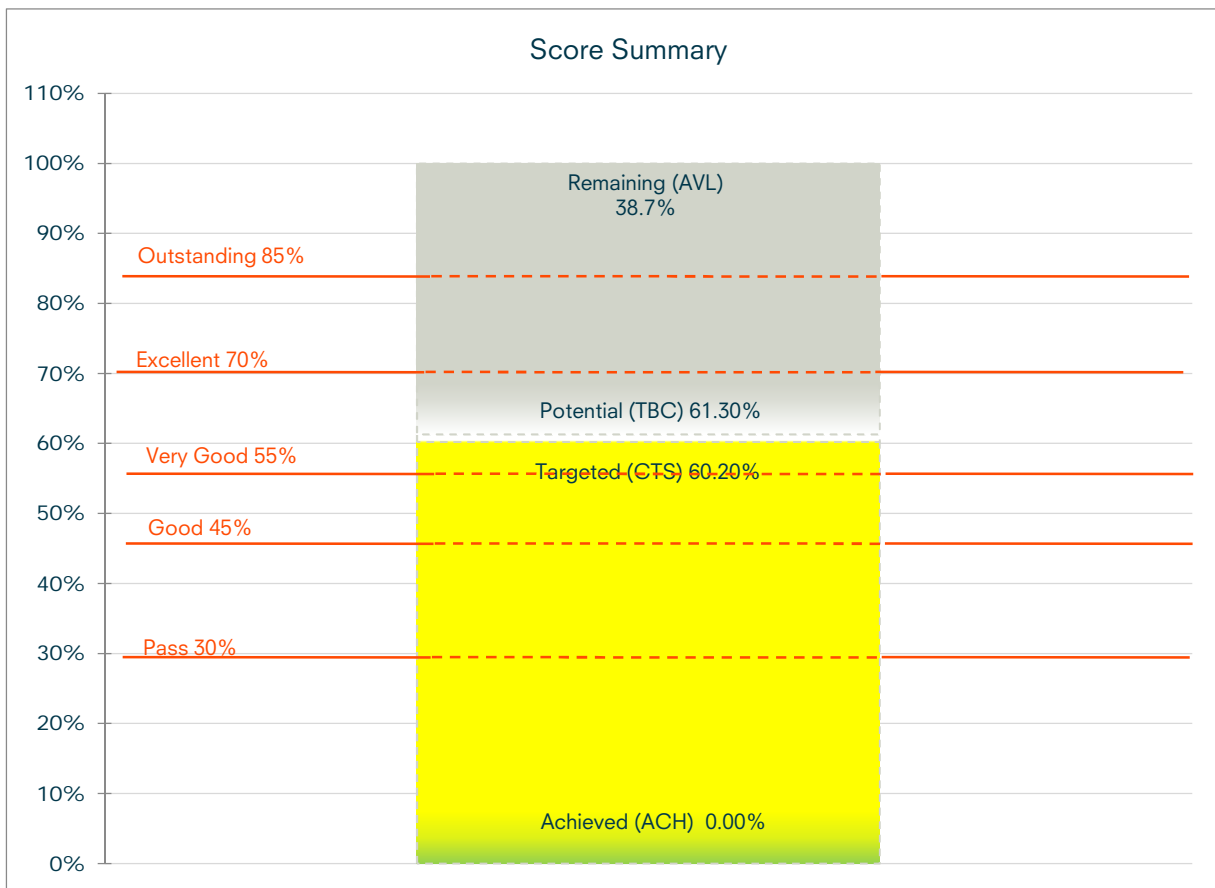 Score Summary
110%
100%
Remaining (AVL)
38.7%
90%
Outstanding 85%
80%
Excellent 70%
70%
Potential (TBC) 61.30%
60%
Very Good 55%
Targeted (CTS) 60.20%
50%
Good 45%
40%
Pass 30%
30%
20%
10%
Achieved (ACH) 0.00%
0%